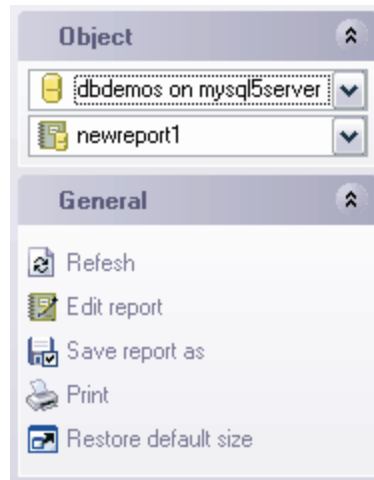 Object
dbdemos on mysql5server
newreport1
General
Refesh
Edit report
Save report as
Print
Restore default size